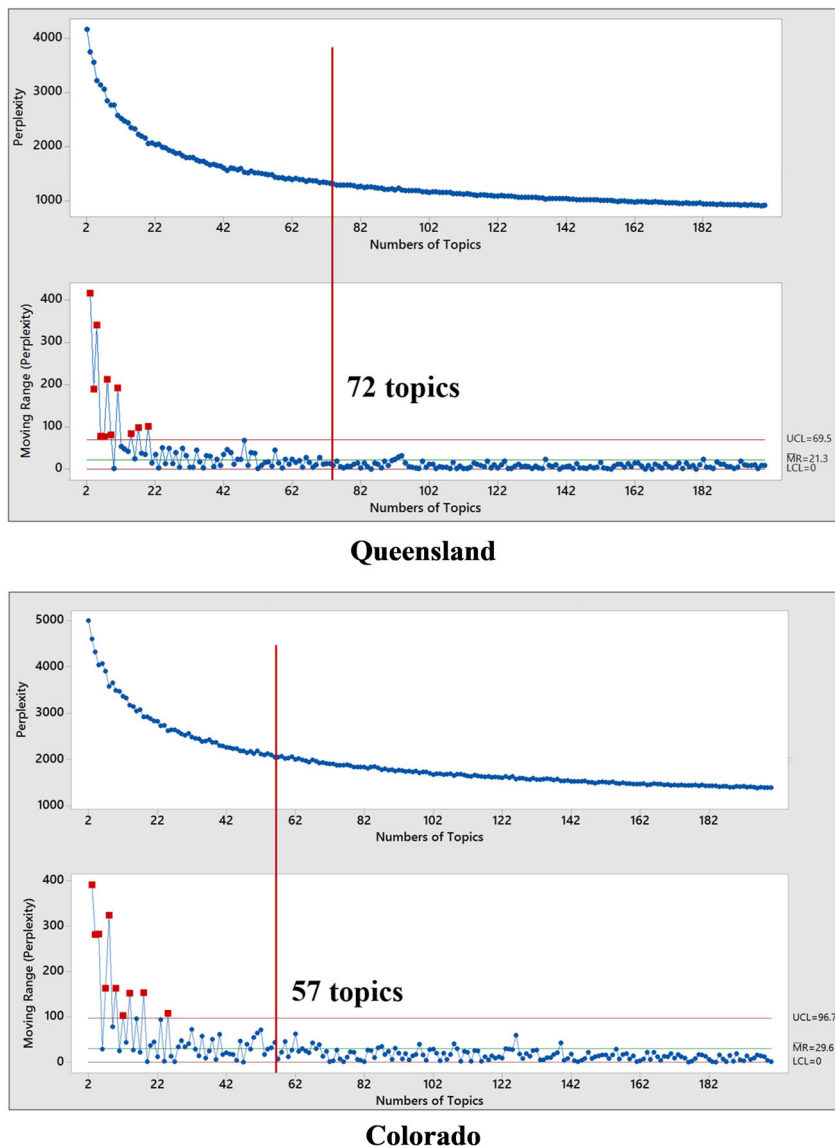 4000
3000
2000
1000
Perplexity
2 22 42 62 82 102 122 142 162 182
Numbers of Topics
400
300
200
100
0
Moving Range (Perplexity)
72 topics
UCL=69.5
M̅R̅=21.3
LCL=0
2 22 42 62 82 102 122 142 162 182
Numbers of Topics
Queensland
5000
4000
3000
2000
1000
Perplexity
2 22 42 62 82 102 122 142 162 182
Numbers of Topics
400
300
200
100
0
Moving Range (Perplexity)
57 topics
UCL=96.7
M̅R̅=29.6
LCL=0
2 22 42 62 82 102 122 142 162 182
Numbers of Topics
Colorado